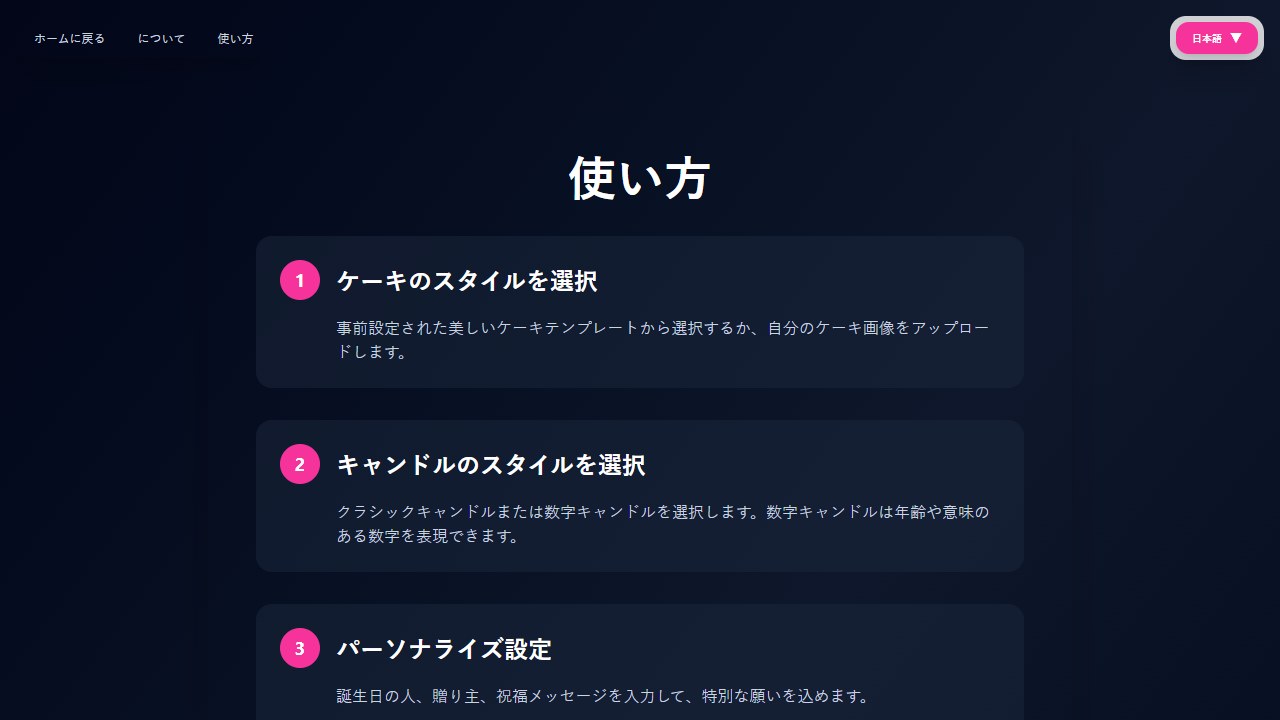 ホームに戻る
について
使い方
日本語 ▼
使い方
1
ケーキのスタイルを選択
事前設定された美しいケーキテンプレートから選択するか、自分のケーキ画像をアップロー
ドします。
2
キャンドルのスタイルを選択
クラシックキャンドルまたは数字キャンドルを選択します。数字キャンドルは年齢や意味の
ある数字を表現できます。
3
パーソナライズ設定
誕生日の人、贈り主、祝福メッセージを入力して、特別な願いを込めます。